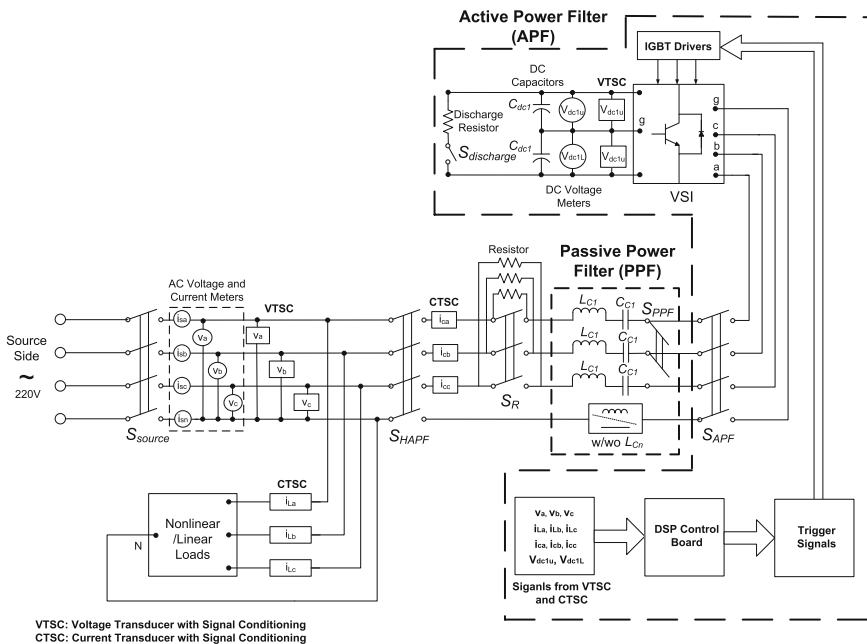 Active Power Filter
(APF)
IGBT Drivers
DC
Capacitors
VTSC
Cdc1
Vdc1u
Vdc1u
g
g
Discharge
Resistor
c
Sdischarge
Cdc1
Vdc1L
Vdc1u
b
a
DC Voltage
Meters
VSI
Resistor
Passive Power
Filter (PPF)
AC Voltage and
Current Meters
VTSC
CTSC
LC1
CC1
SPPF
isa
ica
va
va
Source
Side
~
220V
isb
icb
LC1
CC1
vb
vb
isc
icc
LC1
CC1
vc
vc
SR
isn
Ssource
SHAPF
w/wo LCn
SAPF
CTSC
iLa
Nonlinear
/Linear
Loads
N
iLb
iLc
va, vb, vc
iLa, iLb, iLc
ica, icb, icc
Vdc1u, Vdc1L
DSP Control
Board
Trigger
Signals
Siganls from VTSC
and CTSC
VTSC: Voltage Transducer with Signal Conditioning
CTSC: Current Transducer with Signal Conditioning